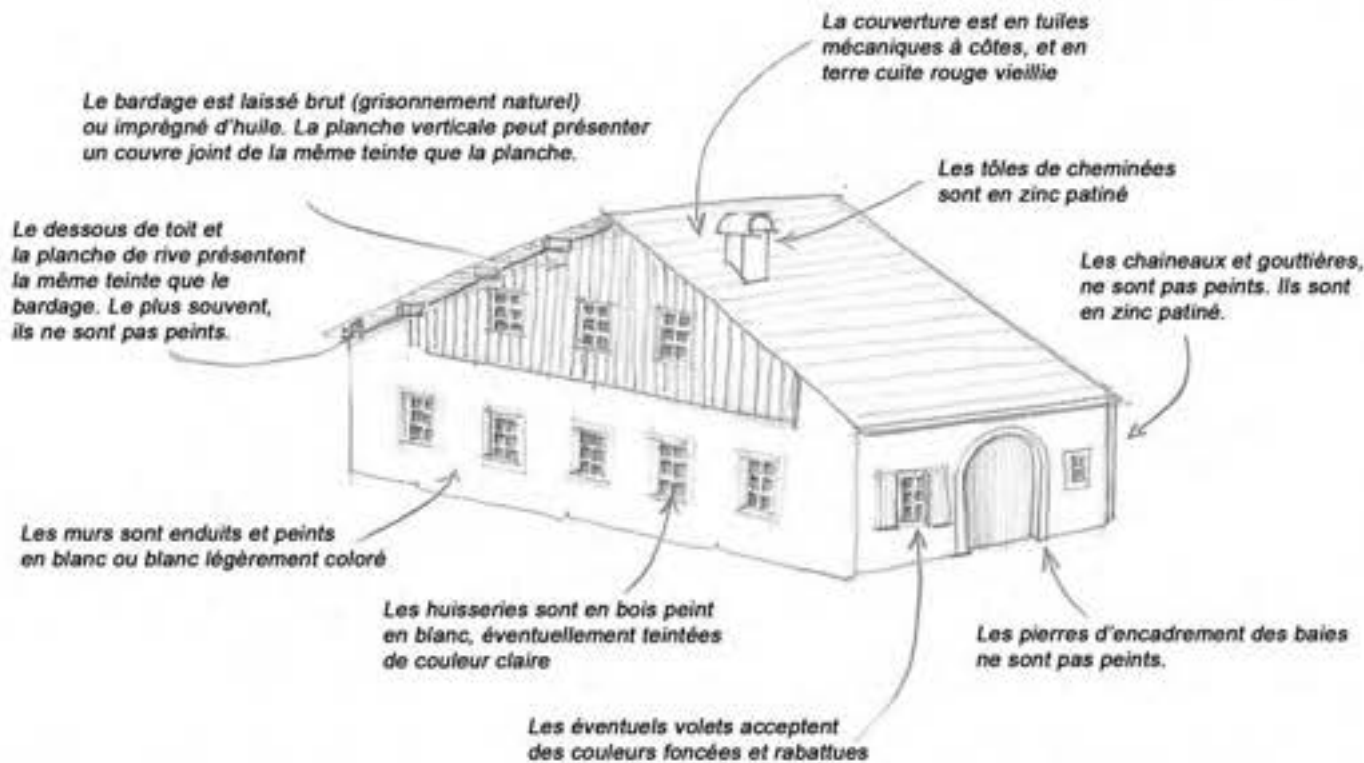 La couverture est en tuiles
mécaniques à côtes, et en
terre cuite rouge vieillie
Le bardage est laissé brut (grisonnement naturel)
ou imprégné d'huile. La planche verticale peut présenter
un couvre joint de la même teinte que la planche.
Les tôles de cheminées
sont en zinc patiné
Le dessous de toit et
la planche de rive présentent
la même teinte que le
bardage. Le plus souvent,
ils ne sont pas peints.
Les chaineaux et gouttières,
ne sont pas peints. Ils sont
en zinc patiné.
Les murs sont enduits et peints
en blanc ou blanc légèrement coloré
Les huisseries sont en bois peint
en blanc, éventuellement teintées
de couleur claire
Les pierres d'encadrement des baies
ne sont pas peints.
Les éventuels volets acceptent
des couleurs foncées et rabattues